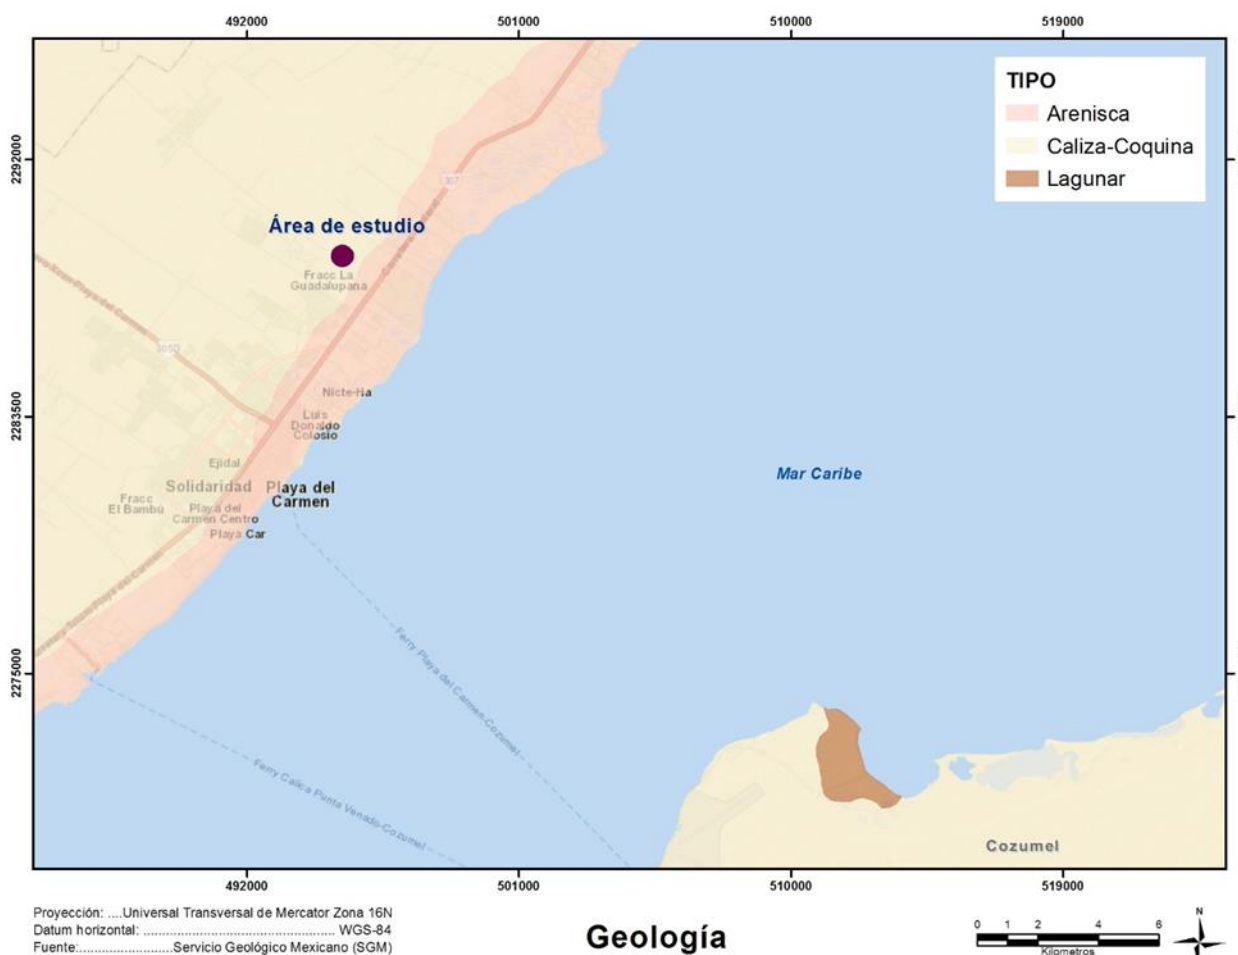 492000
501000
510000
519000
2292000
2283500
2275000
TIPO
Arenisca
Caliza-Coquina
Lagunar
307
Área de estudio
Fracc La
Guadalupana
Nicte-Ha
Luis
Donaldo
Colosio
Ejidal
Solidaridad
Playa del
Carmen
Fracc
El Bambú
Playa del
Carmen Centro
Playa Car
Mar Caribe
Ferry Playa del Carmen-Cozumel
Ferry Calica Punta Venado-Cozumel
Cozumel
492000
501000
510000
519000
Proyección: ....Universal Transversal de Mercator Zona 16N
Datum horizontal: ................................................ WGS-84
Fuente:........................Servicio Geológico Mexicano (SGM)
Geología
0 1 2 4 6
Kilometros
N